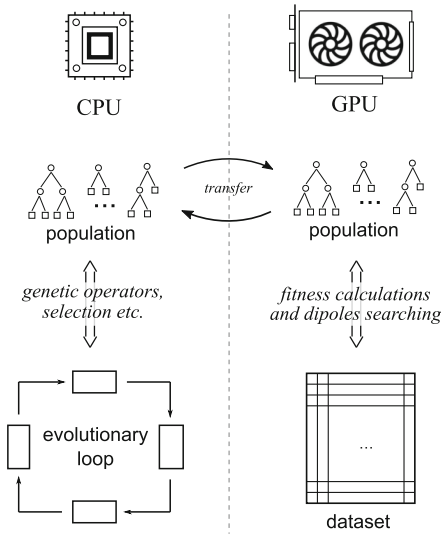 CPU
GPU
transfer
...
...
population
population
genetic operators,
selection etc.
fitness calculations
and dipoles searching
evolutionary
loop
...
dataset